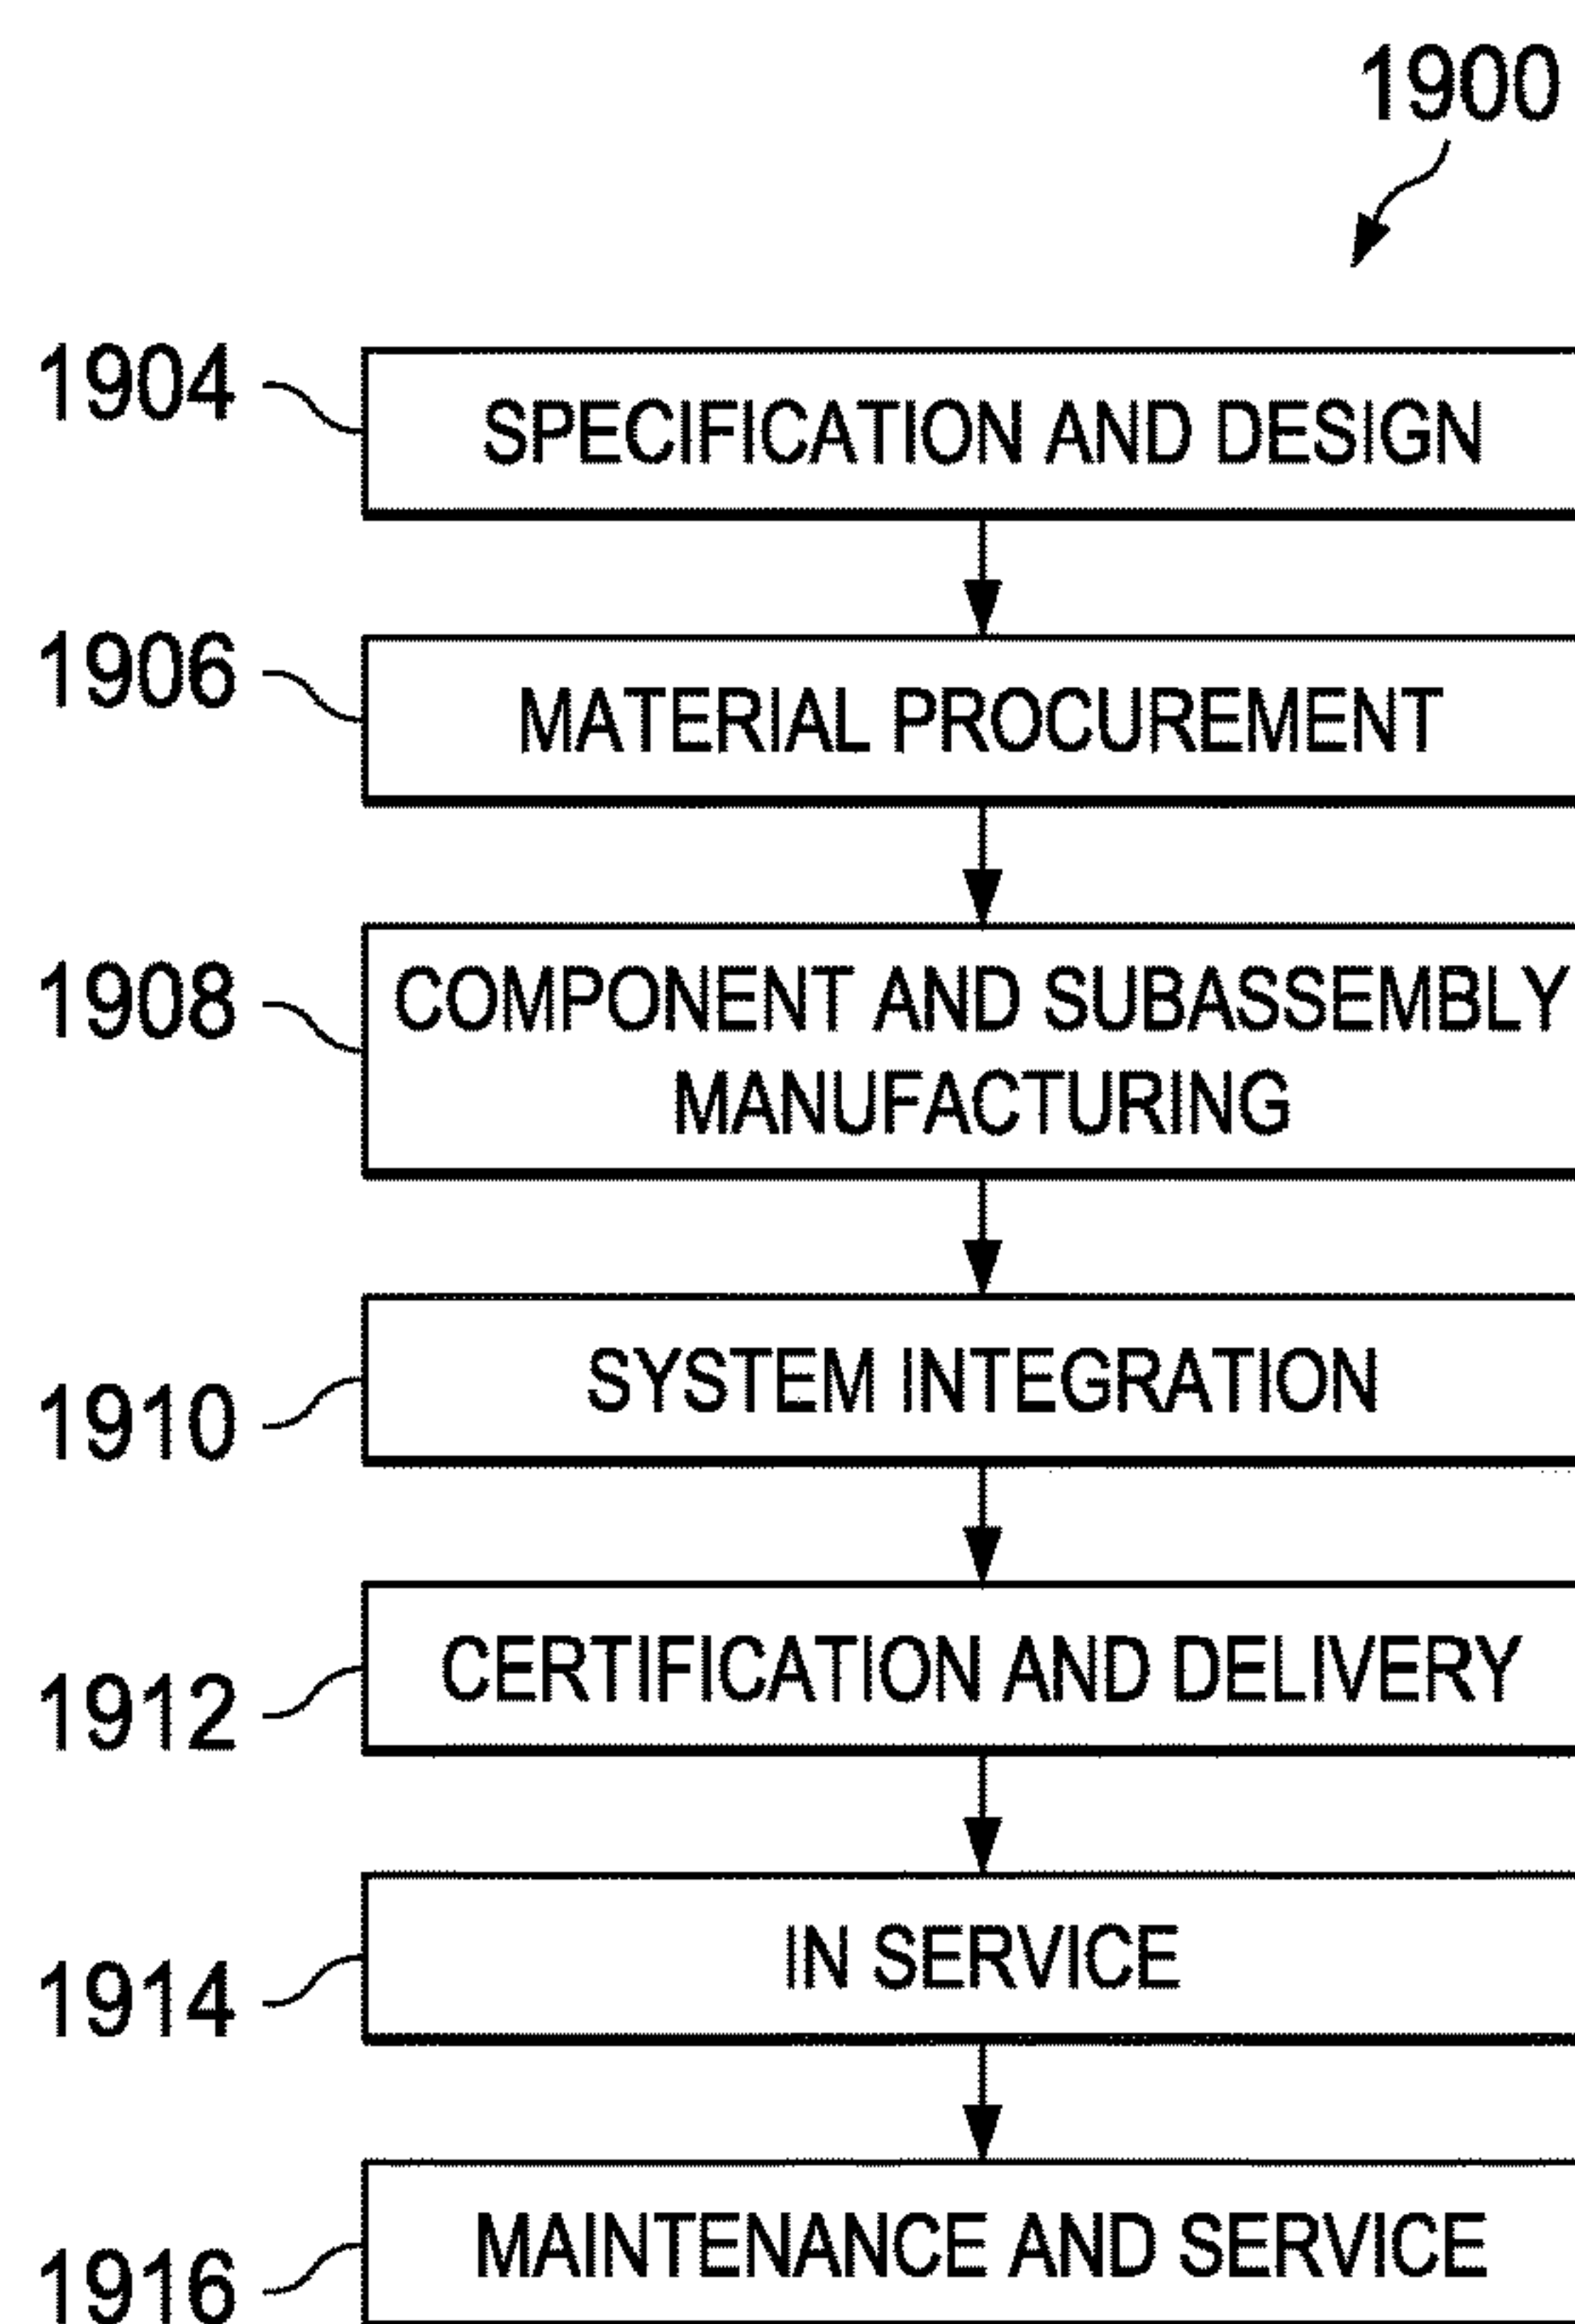 1900
1904
SPECIFICATION AND DESIGN
1906
MATERIAL PROCUREMENT
1908
COMPONENT AND SUBASSEMBLY
MANUFACTURING
1910
SYSTEM INTEGRATION
1912
CERTIFICATION AND DELIVERY
1914
IN SERVICE
1916
MAINTENANCE AND SERVICE